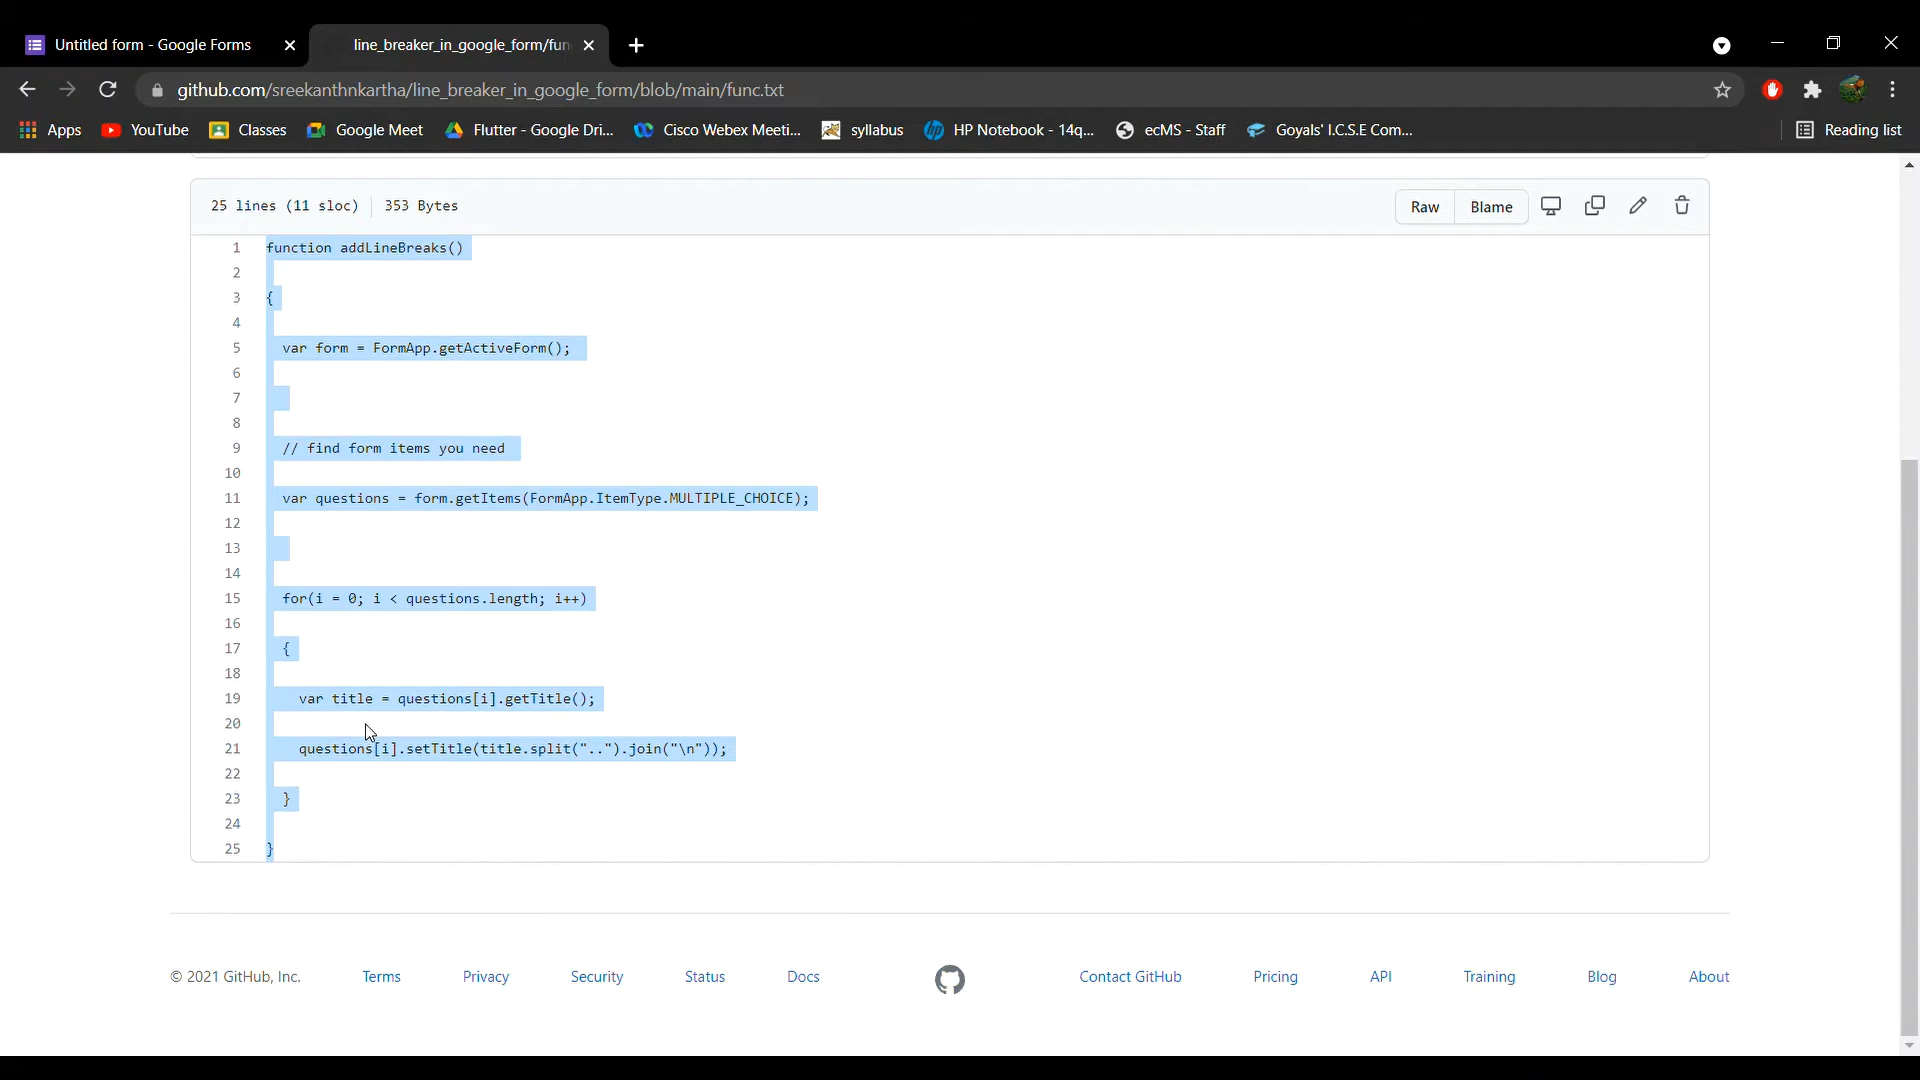 Untitled form - Google Forms
line_breaker_in_google_form/fun
github.com/sreekanthnkartha/line_breaker_in_google_form/blob/main/func.txt
Apps YouTube Classes Google Meet Flutter - Google Dri... Cisco Webex Meeti... syllabus HP Notebook - 14q... ecMS - Staff Goyals' I.C.S.E Com... Reading list
25 lines (11 sloc) 353 Bytes Raw Blame
1 function addLineBreaks()
2
3 {
4
5 var form = FormApp.getActiveForm();
6
7
8
9 // find form items you need
10
11 var questions = form.getItems(FormApp.ItemType.MULTIPLE_CHOICE);
12
13
14
15 for(i = 0; i < questions.length; i++)
16
17 {
18
19 var title = questions[i].getTitle();
20
21 questions[i].setTitle(title.split("..").join("\n"));
22
23 }
24
25 }
© 2021 GitHub, Inc. Terms Privacy Security Status Docs Contact GitHub Pricing API Training Blog About